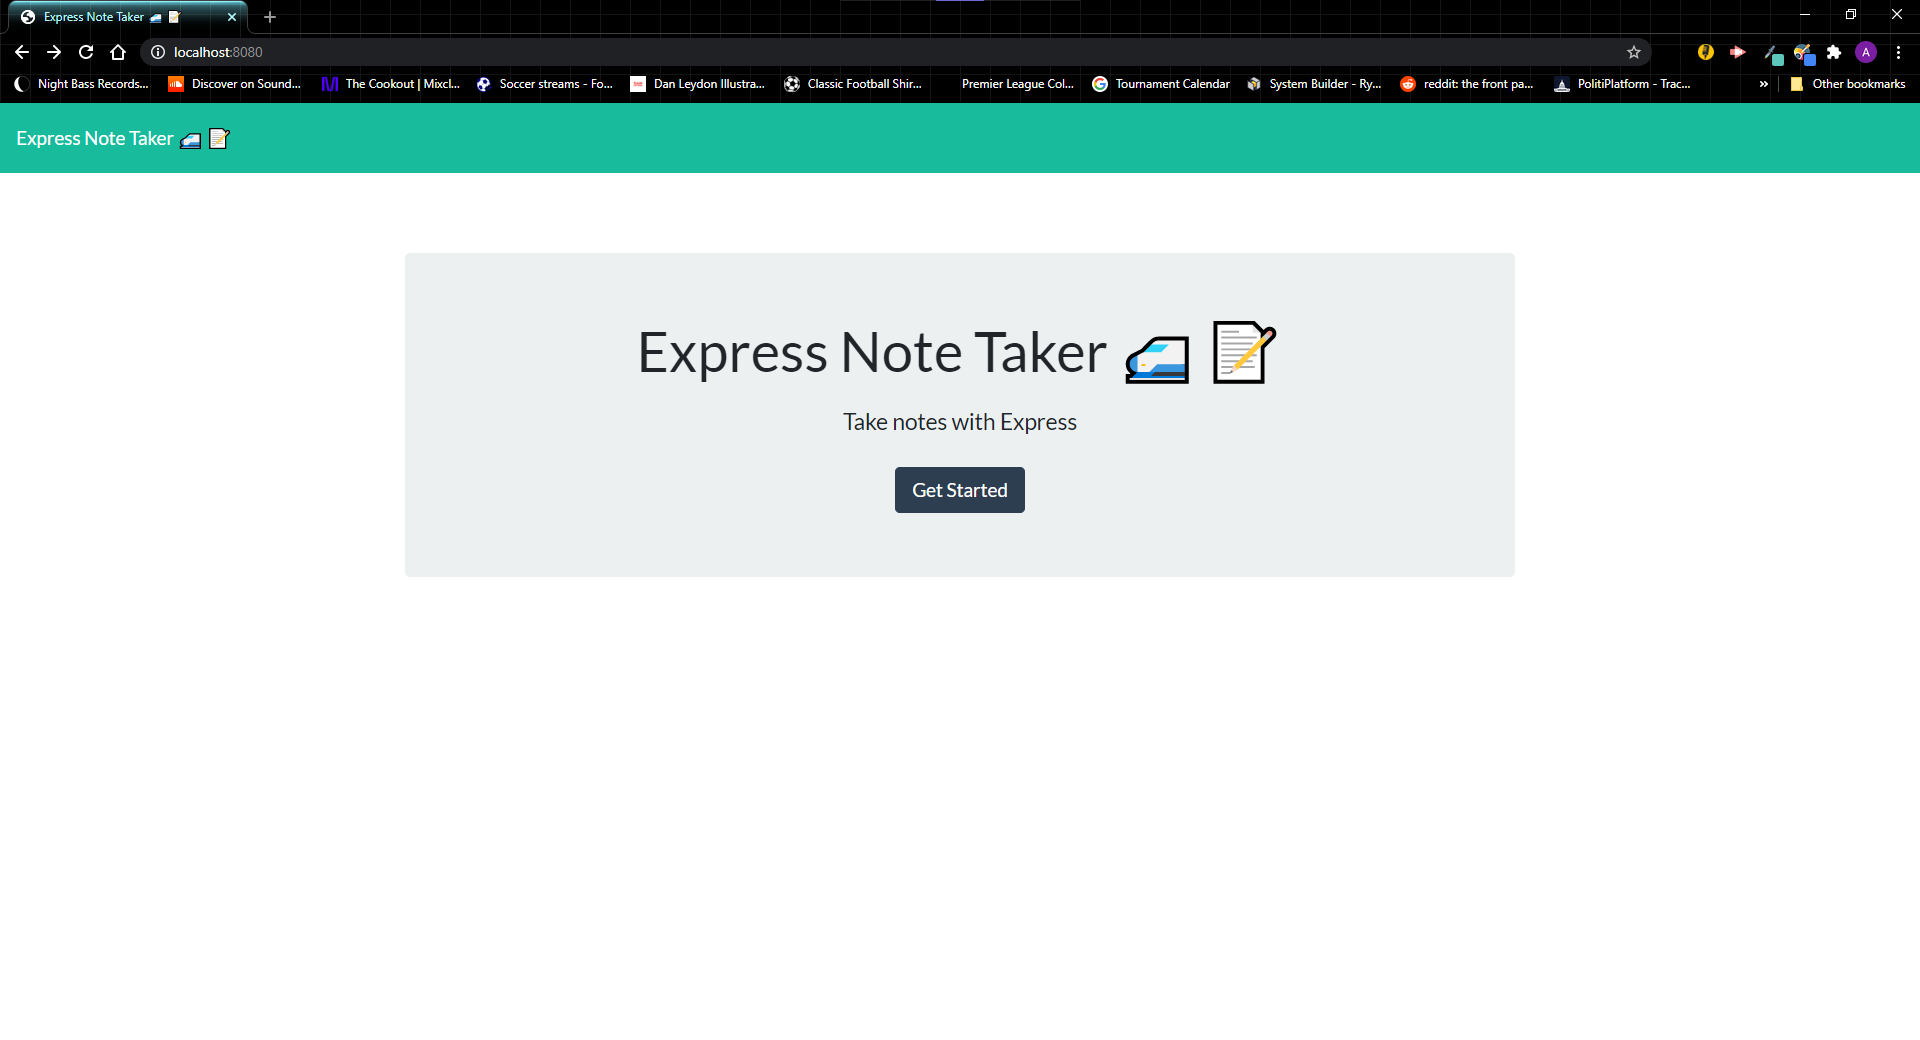 Express Note Taker 🚅 📝
localhost:8080
A
Night Bass Records... Discover on Sound... The Cookout | Mixcl... Soccer streams - Fo... Dan Leydon Illustra... Classic Football Shir... Premier League Col... Tournament Calendar System Builder - Ry... reddit: the front pa... PolitiPlatform - Trac... » Other bookmarks
Express Note Taker 🚅 📝
Express Note Taker 🚅 📝
Take notes with Express
Get Started